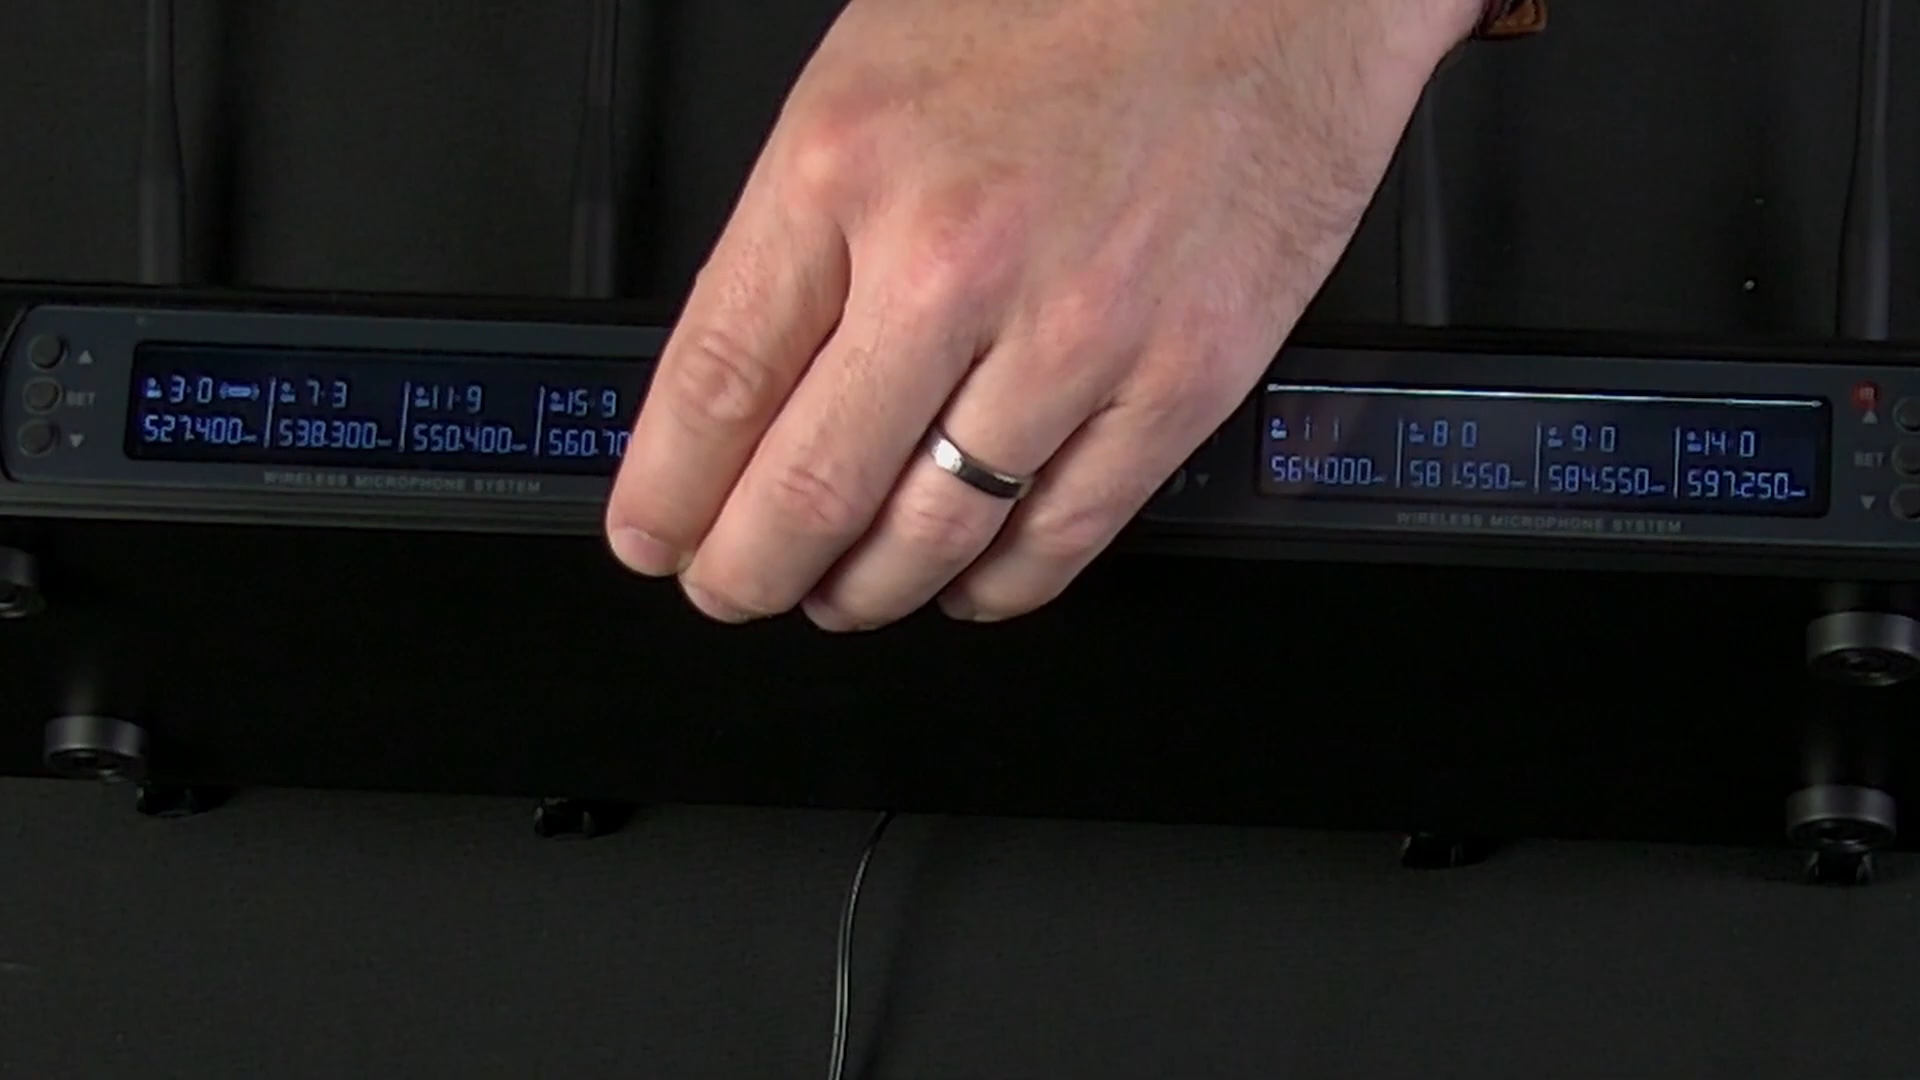 3·0 7·3 11·9 15·9
527.400 538.300 550.400 560.70
SET
WIRELESS MICROPHONE SYSTEM
1·1 8·0 9·0 14·0
564.000 581.550 584.550 597.250
SET
WIRELESS MICROPHONE SYSTEM